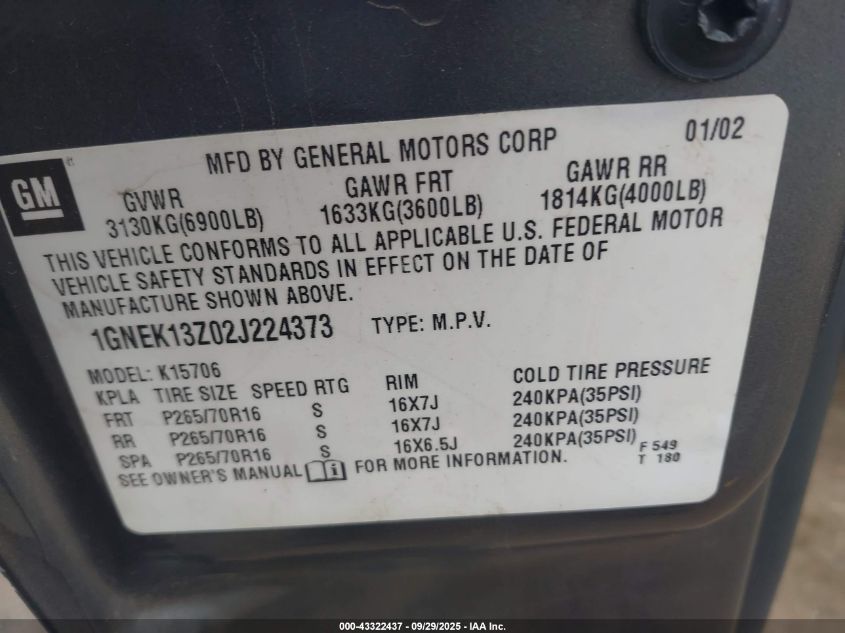 MFD BY GENERAL MOTORS CORP 01/02
GM
GVWR GAWR FRT GAWR RR
3130KG(6900LB) 1633KG(3600LB) 1814KG(4000LB)
THIS VEHICLE CONFORMS TO ALL APPLICABLE U.S. FEDERAL MOTOR
VEHICLE SAFETY STANDARDS IN EFFECT ON THE DATE OF
MANUFACTURE SHOWN ABOVE.
1GNEK13Z02J224373 TYPE: M.P.V.
MODEL: K15706
KPLA TIRE SIZE SPEED RTG RIM COLD TIRE PRESSURE
FRT P265/70R16 S 16X7J 240KPA(35PSI)
RR P265/70R16 S 16X7J 240KPA(35PSI)
SPA P265/70R16 S 16X6.5J 240KPA(35PSI)
SEE OWNER'S MANUAL FOR MORE INFORMATION.
F 549
T 180
000-43322437 - 09/29/2025 - IAA Inc.